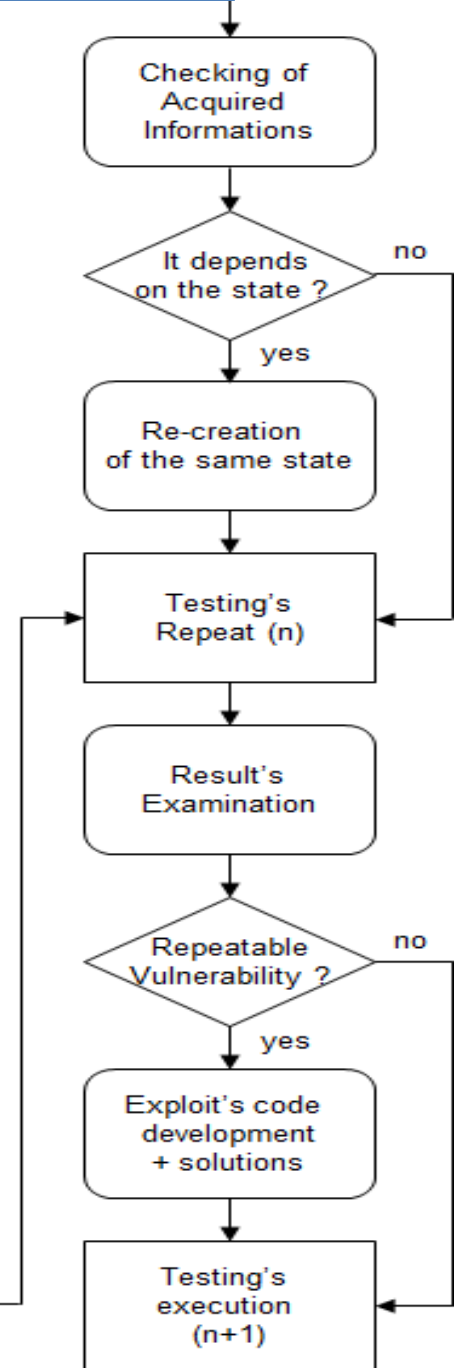 Checking of
Acquired
Informations
It depends
on the state ?
no
yes
Re-creation
of the same state
Testing's
Repeat (n)
Result's
Examination
Repeatable
Vulnerability ?
no
yes
Exploit's code
development
+ solutions
Testing's
execution
(n+1)